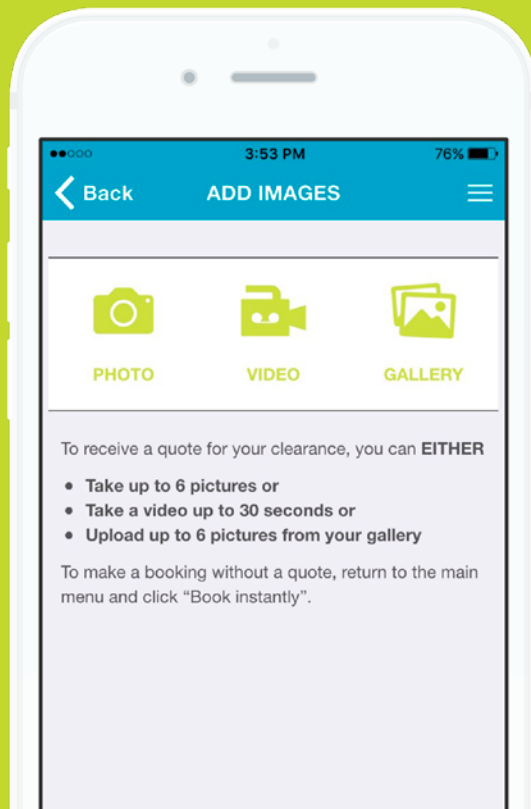 3:53 PM 76%
Back ADD IMAGES
PHOTO VIDEO GALLERY
To receive a quote for your clearance, you can EITHER
• Take up to 6 pictures or
• Take a video up to 30 seconds or
• Upload up to 6 pictures from your gallery
To make a booking without a quote, return to the main
menu and click “Book instantly”.